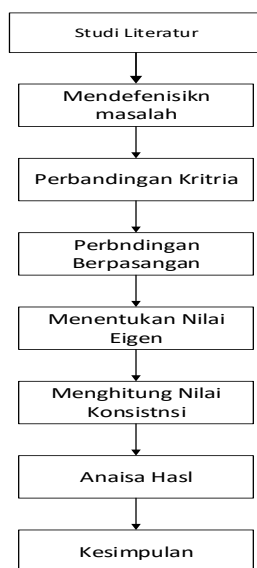 Studi Literatur
Mendefenisikn
masalah
Perbandingan Kritria
Perbndingan
Berpasangan
Menentukan Nilai
Eigen
Menghitung Nilai
Konsistnsi
Anaisa Hasl
Kesimpulan